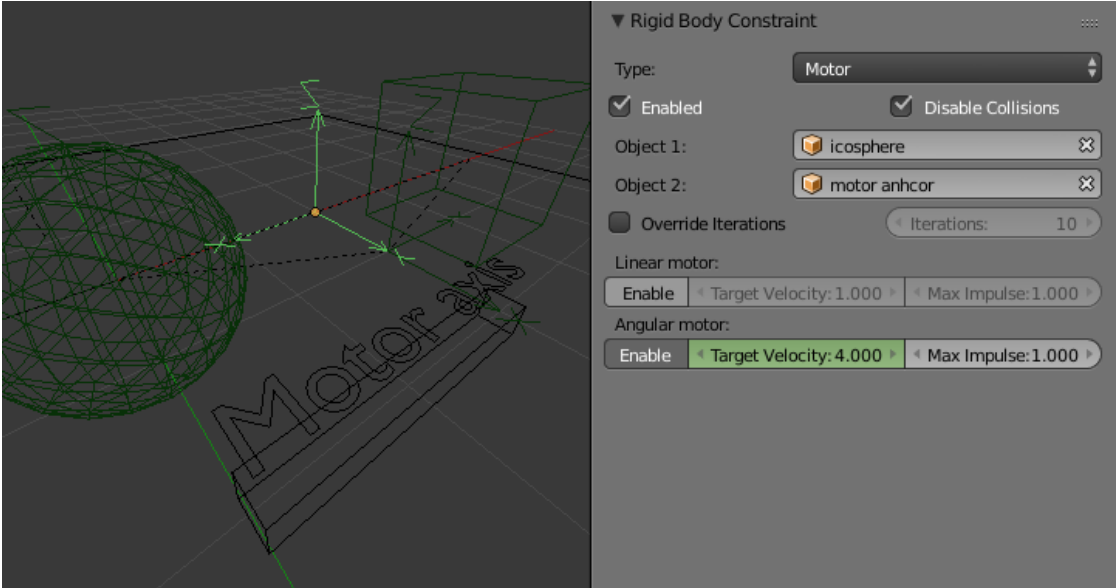 Motor axis
Rigid Body Constraint
Type:
Motor
Enabled
Disable Collisions
Object 1:
icosphere
Object 2:
motor anhcor
Override Iterations
Iterations: 10
Linear motor:
Enable
Target Velocity: 1.000
Max Impulse: 1.000
Angular motor:
Enable
Target Velocity: 4.000
Max Impulse: 1.000